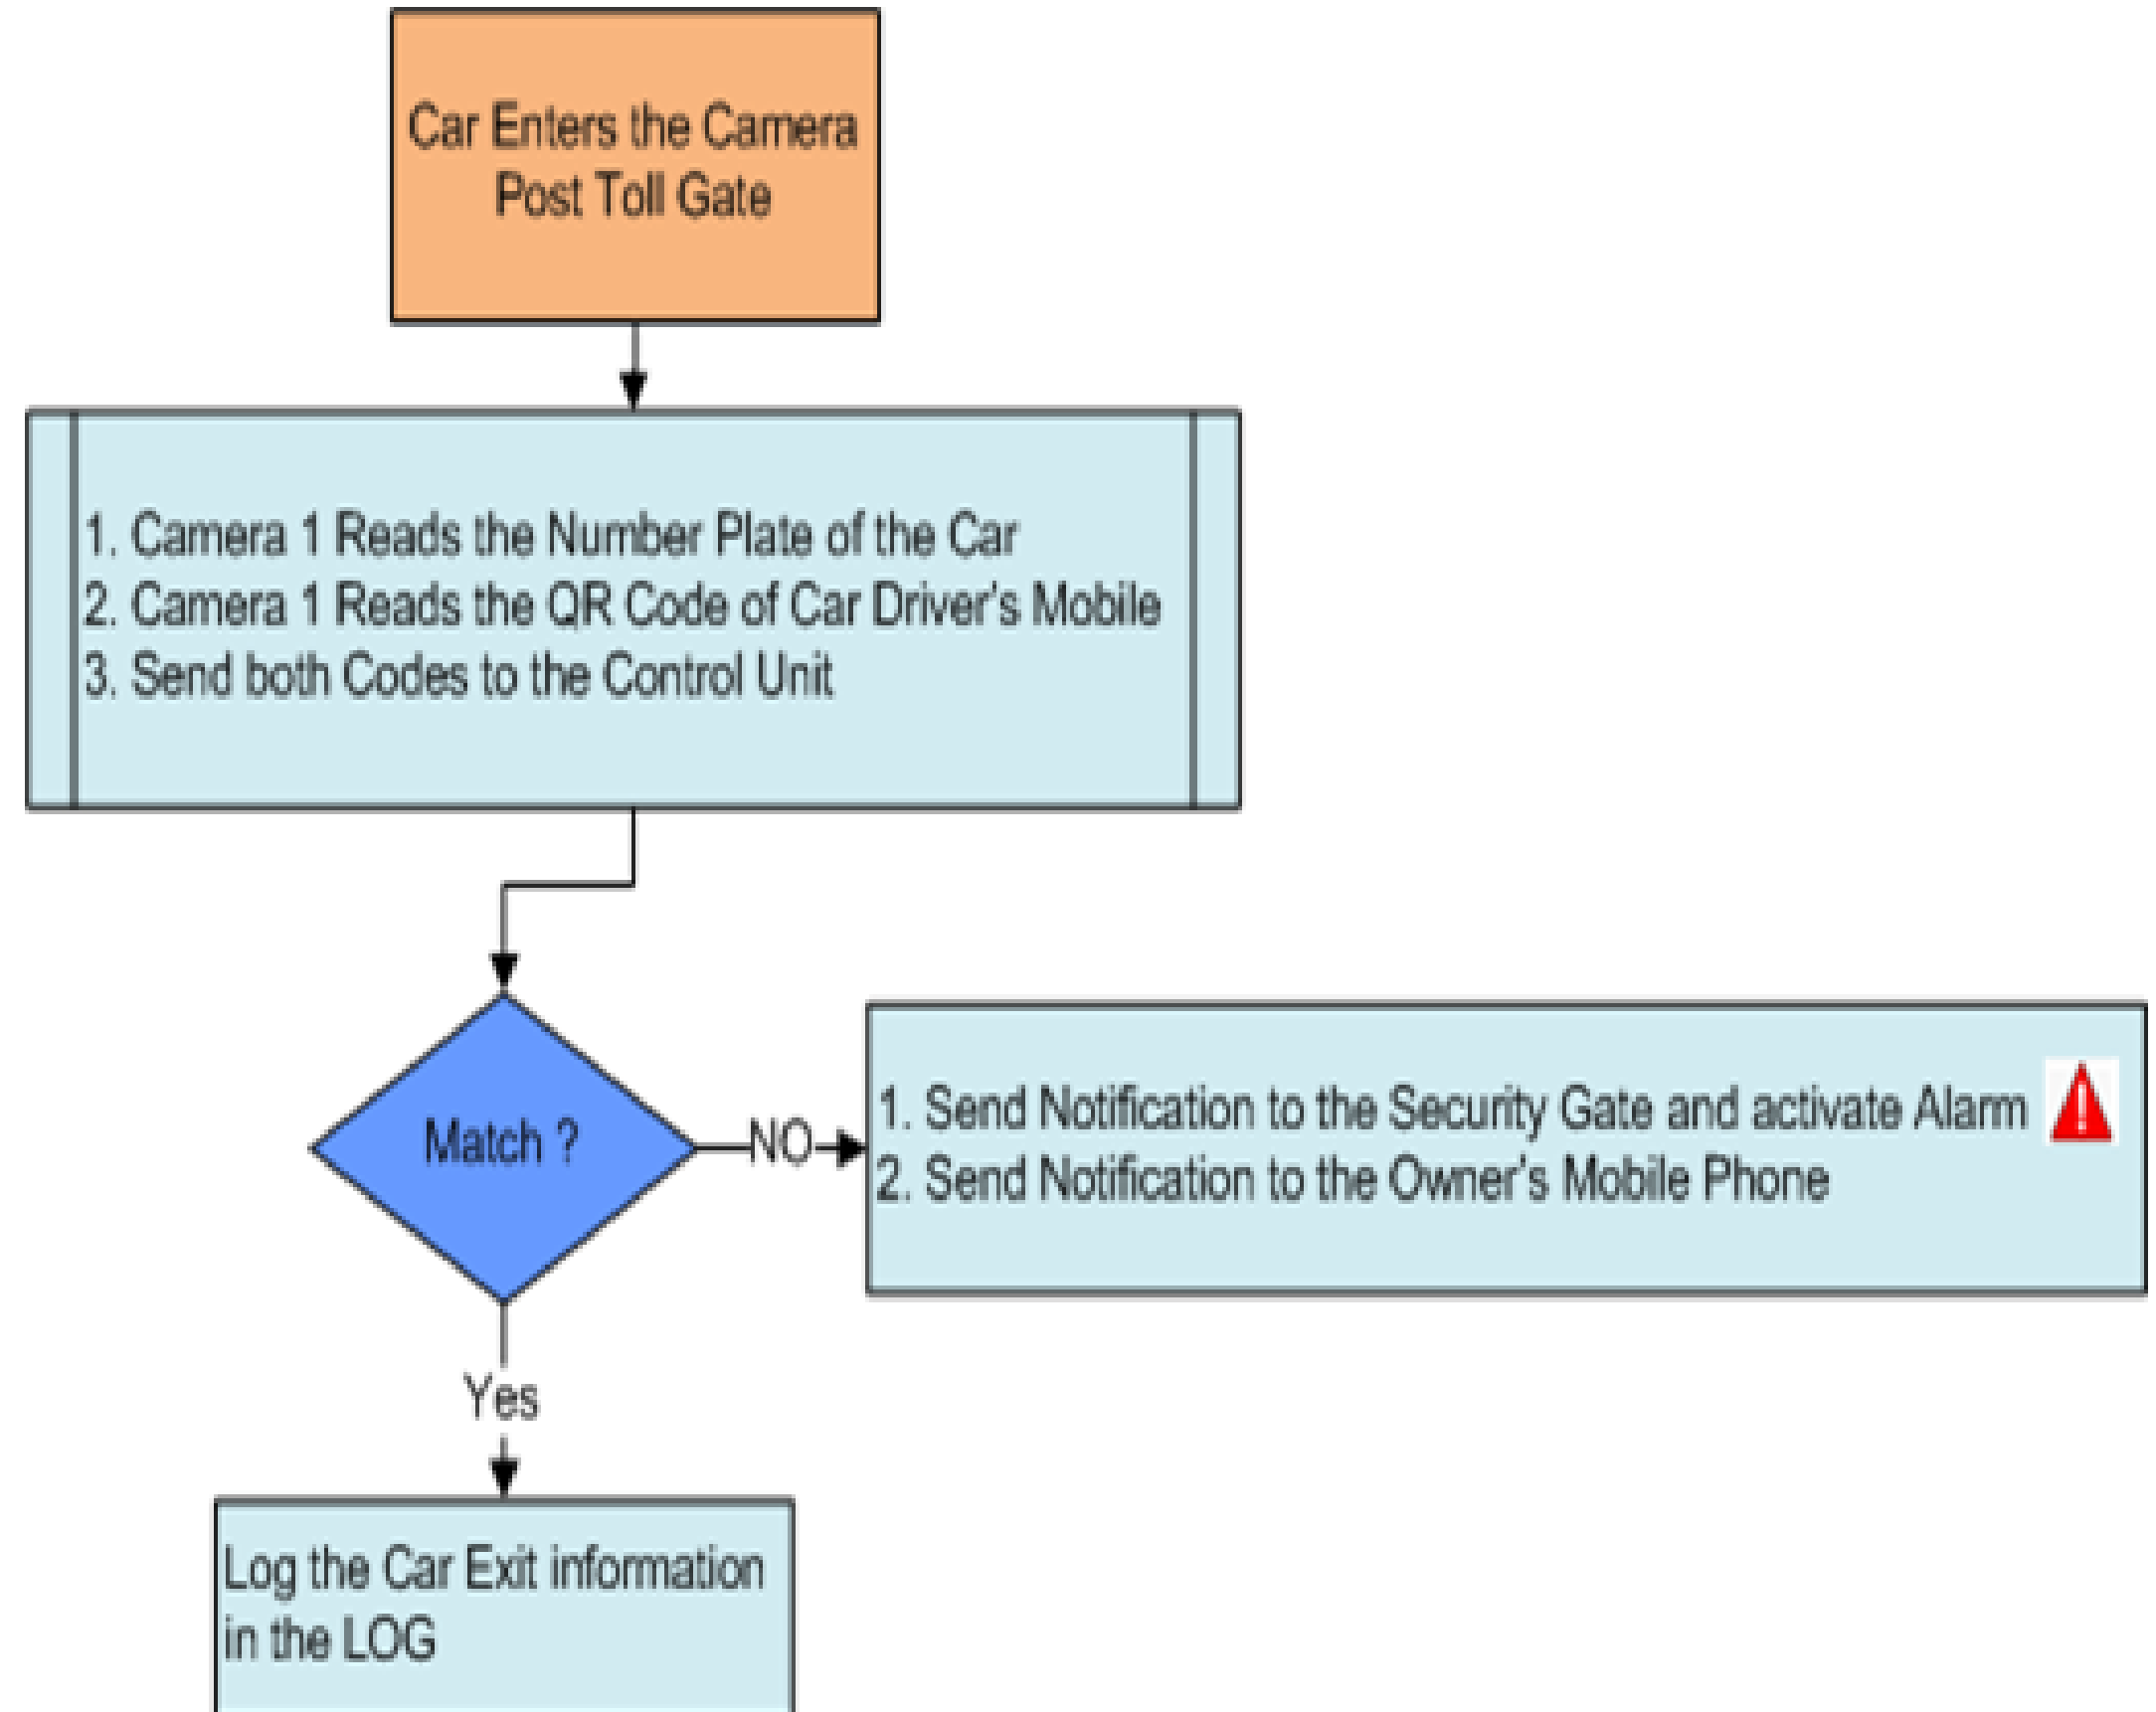 Car Enters the Camera
Post Toll Gate
1. Camera 1 Reads the Number Plate of the Car
2. Camera 1 Reads the QR Code of Car Driver's Mobile
3. Send both Codes to the Control Unit
Match ?
NO
1. Send Notification to the Security Gate and activate Alarm
2. Send Notification to the Owner's Mobile Phone
Yes
Log the Car Exit information
in the LOG